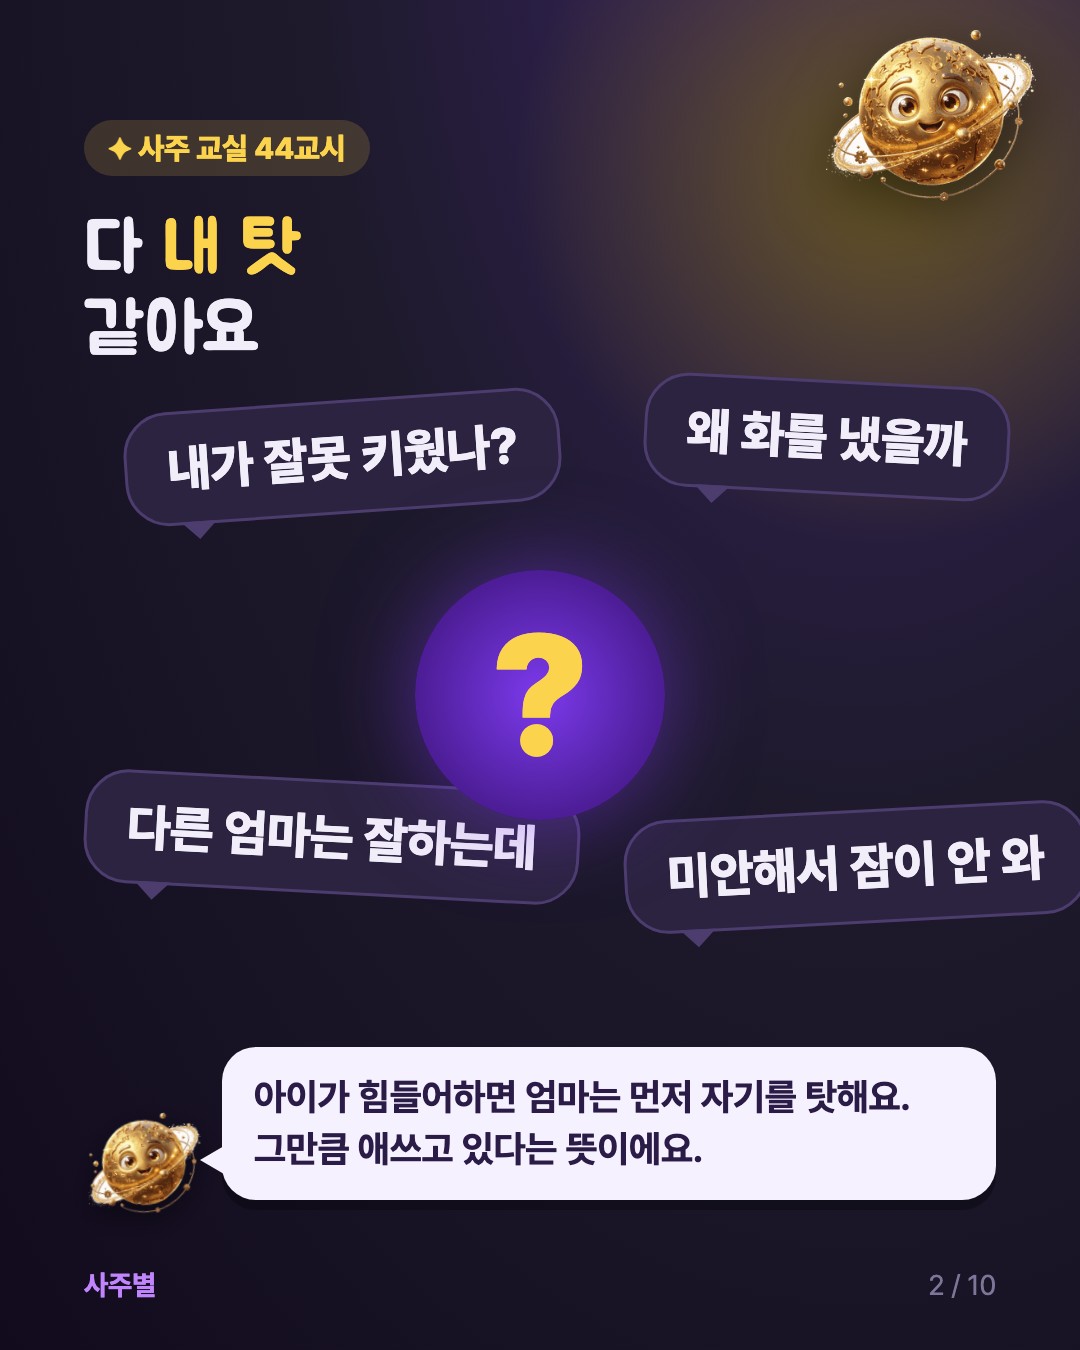 ✦ 사주 교실 44교시
다 내 탓
같아요
내가 잘못 키웠나?
왜 화를 냈을까
?
다른 엄마는 잘하는데
미안해서 잠이 안 와
아이가 힘들어하면 엄마는 먼저 자기를 탓해요.
그만큼 애쓰고 있다는 뜻이에요.
사주별
2 / 10